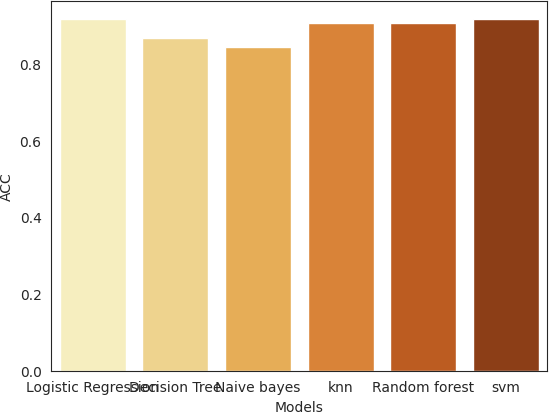 ACC
0.8
0.6
0.4
0.2
0.0
Logistic Regression Decision Tree Naive bayes knn Random forest svm
Models